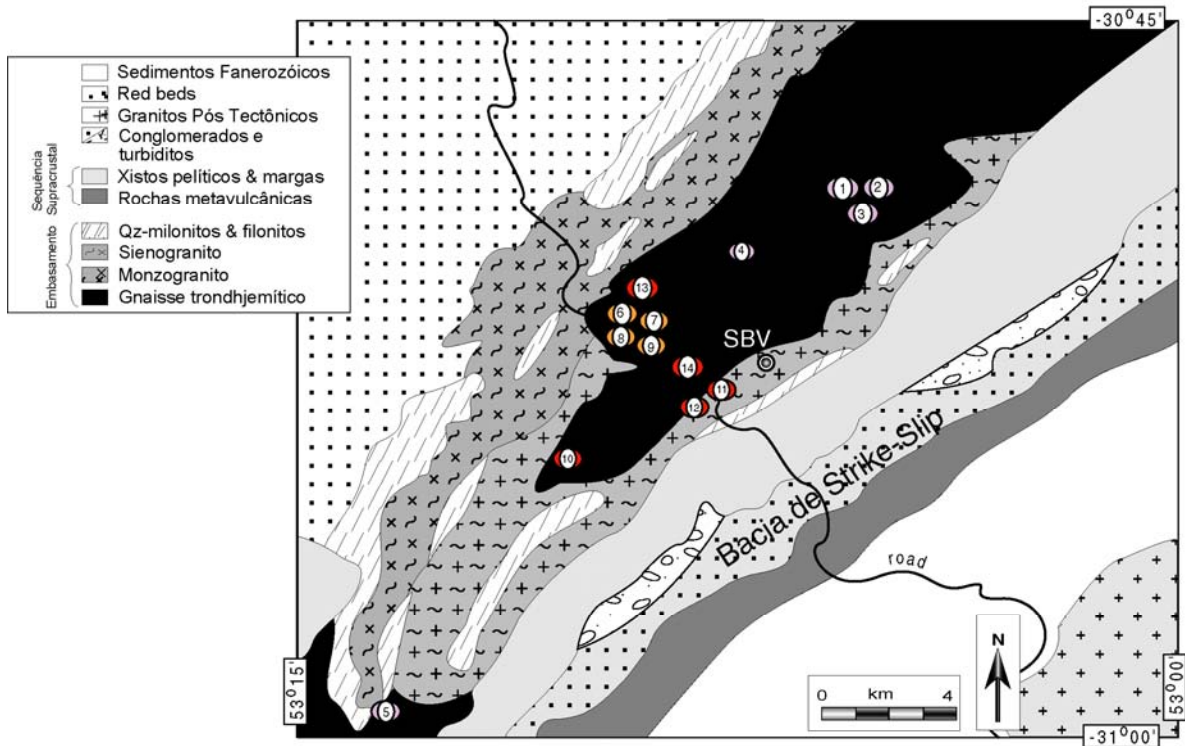 -30°45'
Sedimentos Fanerozóicos
Red beds
Granitos Pós Tectônicos
Conglomerados e
turbiditos
Sequência
Supracrustal
Xistos pelíticos & margas
Rochas metavulcânicas
Embasamento
Qz-milonitos & filonitos
Sienogranito
Monzogranito
Gnaisse trondhjemítico
1
2
3
4
13
6
7
8
9
SBV
14
11
12
10
Bacja de Strike-Slip
road
N
0 km 4
5
53°15'
53°00'
-31°00'